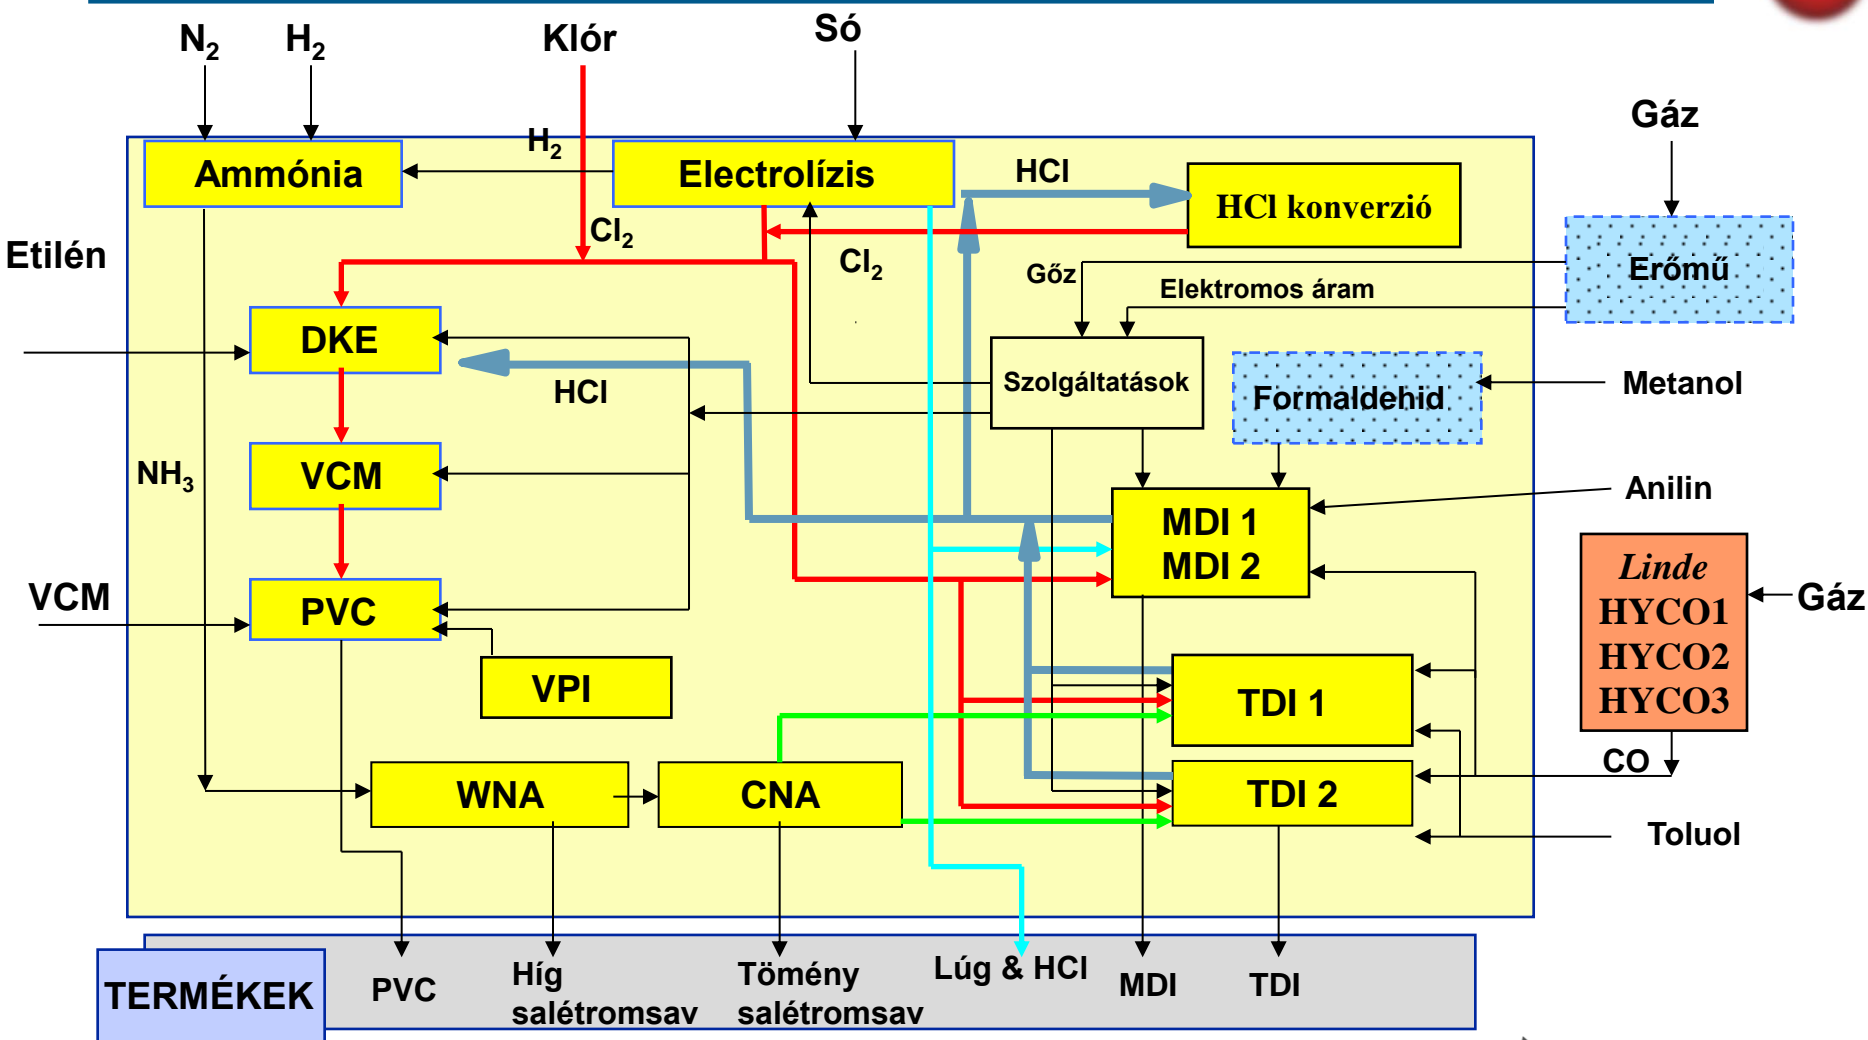 N2
H2
Klór
Só
Gáz
Ammónia
H2
Electrolízis
HCl
HCl konverzió
Etilén
Cl2
Cl2
Gőz
Erőmű
Elektromos áram
DKE
HCl
Szolgáltatások
Formaldehid
Metanol
NH3
VCM
Anilin
MDI 1
MDI 2
VCM
PVC
Linde
HYCO1
HYCO2
HYCO3
Gáz
VPI
TDI 1
CO
WNA
CNA
TDI 2
Toluol
TERMÉKEK
PVC
Híg
salétromsav
Tömény
salétromsav
Lúg & HCl
MDI
TDI